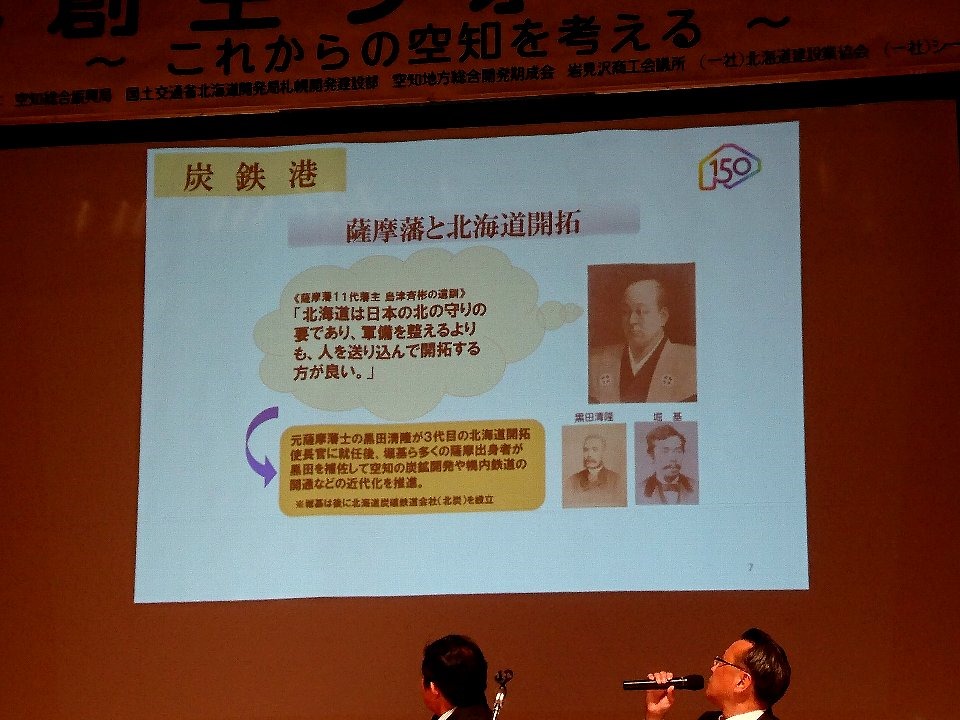 創生フォ
～ これからの空知を考える ～
空知総合振興局 国土交通省北海道開発局札幌開発建設部 空知地方総合開発期成会 岩見沢商工会議所 (一社)北海道建設業協会 (一社)シー
炭鉄港
150
薩摩藩と北海道開拓
《薩摩藩11代藩主 島津斉彬の遺訓》
「北海道は日本の北の守りの
要であり、軍備を整えるより
も、人を送り込んで開拓する
方が良い。」
黒田清隆 堀 基
元薩摩藩士の黒田清隆が3代目の北海道開拓
使長官に就任後、堀基ら多くの薩摩出身者が
黒田を補佐して空知の炭鉱開発や幌内鉄道の
開通などの近代化を推進。
※堀基は後に北海道炭礦鉄道会社(北炭)を設立
7